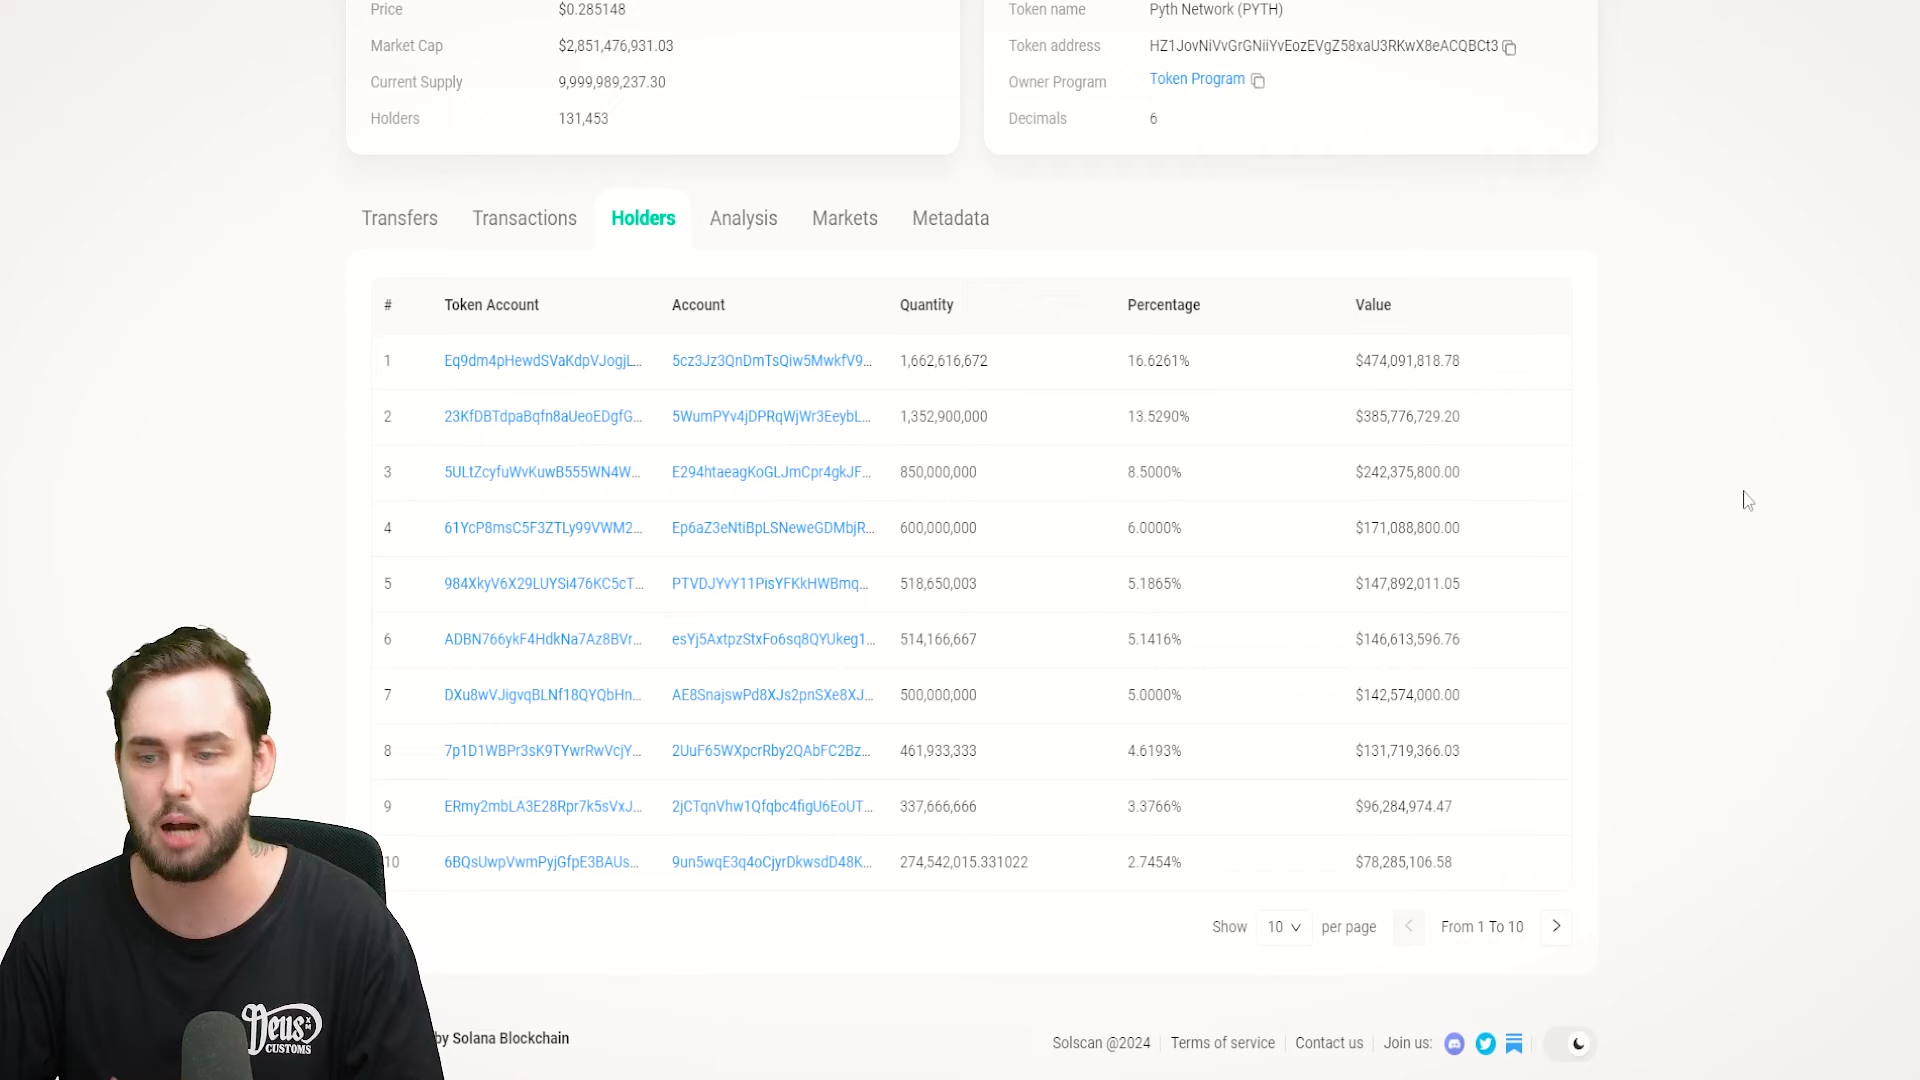 Price $0.285148
Token name Pyth Network (PYTH)
Market Cap $2,851,476,931.03
Token address HZ1JovNiVvGrGNiiYvEozEVgZ58xaU3RKwX8eACQBCt3
Current Supply 9,999,989,237.30
Owner Program Token Program
Holders 131,453
Decimals 6
Transfers Transactions Holders Analysis Markets Metadata
# Token Account Account Quantity Percentage Value
1 Eq9dm4pHewdSVaKdpVJogjL... 5cz3Jz3QnDmTsQiw5MwkfV9... 1,662,616,672 16.6261% $474,091,818.78
2 23KfDBTdpaBqfn8aUeoEDgfG... 5WumPYv4jDPRqWjWr3EeybL... 1,352,900,000 13.5290% $385,776,729.20
3 5ULtZcyfuWvKuwB555WN4W... E294htaeagKoGLJmCpr4gkJF... 850,000,000 8.5000% $242,375,800.00
4 61YcP8msC5F3ZTLy99VWM2... Ep6aZ3eNtiBpLSNeweGDMbjR... 600,000,000 6.0000% $171,088,800.00
5 984XkyV6X29LUYSi476KC5cT... PTVDJYvY11PisYFKkHWBmq... 518,650,003 5.1865% $147,892,011.05
6 ADBN766ykF4HdkNa7Az8BVr... esYj5AxtpzStxFo6sq8QYUkeg1... 514,166,667 5.1416% $146,613,596.76
7 DXu8wVJigvqBLNf18QYQbHn... AE8SnajswPd8XJs2pnSXe8XJ... 500,000,000 5.0000% $142,574,000.00
8 7p1D1WBPr3sK9TYwrRwVcjY... 2UuF65WXpcrRby2QAbFC2Bz... 461,933,333 4.6193% $131,719,366.03
9 ERmy2mbLA3E28Rpr7k5sVxJ... 2jCTqnVhw1Qfqbc4figU6EoUT... 337,666,666 3.3766% $96,284,974.47
10 6BQsUwpVwmPyjGfpE3BAUs... 9un5wqE3q4oCjyrDkwsdD48K... 274,542,015.331022 2.7454% $78,285,106.58
Show 10 per page From 1 To 10
by Solana Blockchain
Solscan @2024 Terms of service Contact us Join us:
Deus
CUSTOMS